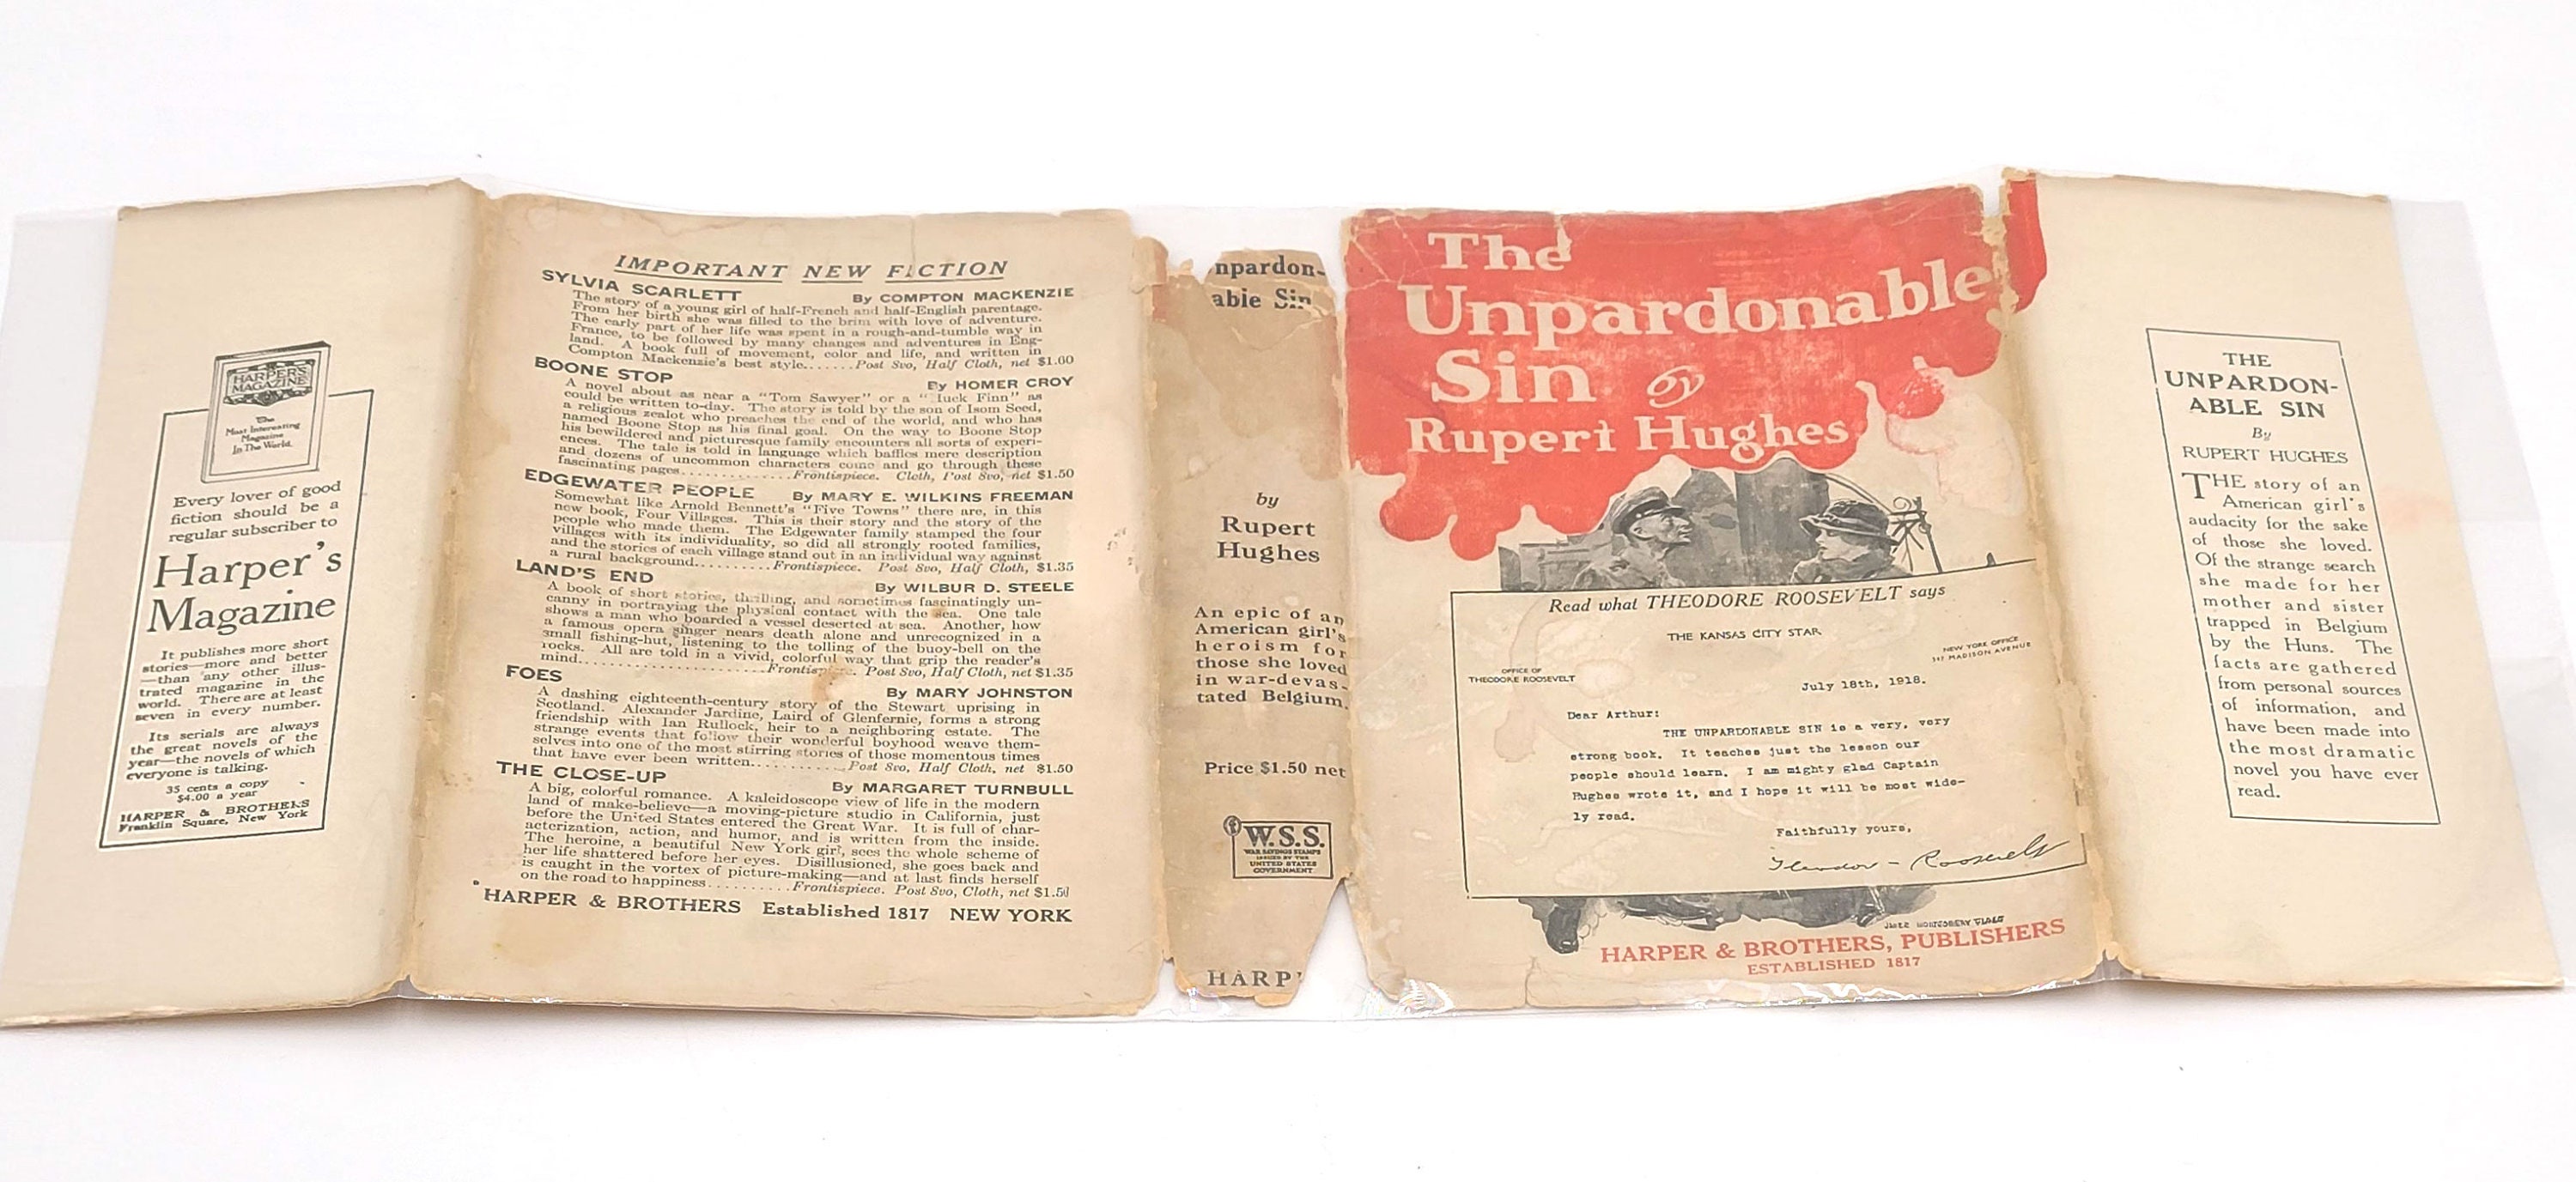 HARPER'S
MAGAZINE
The
Most Interesting
Magazine
In The World.
Every lover of good
fiction should be a
regular subscriber to
Harper's
Magazine
It publishes more short
stories—more and better
—than any other illus-
trated magazine in the
world. There are at least
seven in every number.
Its serials are always
the great novels of the
year—the novels of which
everyone is talking.
35 cents a copy
$4.00 a year
HARPER & BROTHERS
Franklin Square, New York
IMPORTANT NEW FICTION
SYLVIA SCARLETT By COMPTON MACKENZIE
The story of a young girl of half-French and half-English parentage.
From her birth she was filled to the brim with love of adventure.
The early part of her life was spent in a rough-and-tumble way in
France, to be followed by many changes and adventures in Eng-
land. A book full of movement, color and life, and written in
Compton Mackenzie's best style.......Post 8vo, Half Cloth, net $1.60
BOONE STOP By HOMER CROY
A novel about as near a "Tom Sawyer" or a "Huck Finn" as
could be written to-day. The story is told by the son of Isom Seed,
a religious zealot who preaches the end of the world, and who has
named Boone Stop as his final goal. On the way to Boone Stop
his bewildered and picturesque family encounters all sorts of experi-
ences. The tale is told in language which baffles mere description
and dozens of uncommon characters come and go through these
fascinating pages............Frontispiece. Cloth, Post 8vo, net $1.50
EDGEWATER PEOPLE By MARY E. WILKINS FREEMAN
Somewhat like Arnold Bennett's "Five Towns" there are, in this
new book, Four Villages. This is their story and the story of the
people who made them. The Edgewater family stamped the four
villages with its individuality, so did all strongly rooted families,
and the stories of each village stand out in an individual way against
a rural background..........Frontispiece. Post 8vo, Half Cloth, $1.35
LAND'S END By WILBUR D. STEELE
A book of short stories, thrilling, and sometimes fascinatingly un-
canny in portraying the physical contact with the sea. One tale
shows a man who boarded a vessel deserted at sea. Another, how
a famous opera singer nears death alone and unrecognized in a
small fishing-hut, listening to the tolling of the buoy-bell on the
rocks. All are told in a vivid, colorful way that grip the reader's
mind........................Frontispiece. Post 8vo, Half Cloth, net $1.35
FOES By MARY JOHNSTON
A dashing eighteenth-century story of the Stewart uprising in
Scotland. Alexander Jardine, Laird of Glenfernie, forms a strong
friendship with Ian Rullock, heir to a neighboring estate. The
strange events that follow their wonderful boyhood weave them-
selves into one of the most stirring stories of those momentous times
that have ever been written............Post 8vo, Half Cloth, net $1.50
THE CLOSE-UP By MARGARET TURNBULL
A big, colorful romance. A kaleidoscope view of life in the modern
land of make-believe—a moving-picture studio in California, just
before the United States entered the Great War. It is full of char-
acterization, action, and humor, and is written from the inside.
The heroine, a beautiful New York girl, sees the whole scheme of
her life shattered before her eyes. Disillusioned, she goes back and
is caught in the vortex of picture-making—and at last finds herself
on the road to happiness..........Frontispiece. Post 8vo, Cloth, net $1.50
HARPER & BROTHERS Established 1817 NEW YORK
npardon-
able Sin
by
Rupert
Hughes
An epic of an
American girl's
heroism for
those she loved
in war-devas-
tated Belgium.
Price $1.50 net
W.S.S.
WAR SAVINGS STAMPS
ISSUED BY THE
UNITED STATES
GOVERNMENT
HARP
The
Unpardonable
Sin by
Rupert Hughes
Read what THEODORE ROOSEVELT says
THE KANSAS CITY STAR
OFFICE OF
THEODORE ROOSEVELT
NEW YORK OFFICE
347 MADISON AVENUE
July 18th, 1918.
Dear Arthur:
THE UNPARDONABLE SIN is a very, very
strong book. It teaches just the lesson our
people should learn. I am mighty glad Captain
Hughes wrote it, and I hope it will be most wide-
ly read.
Faithfully yours,
Theodore Roosevelt
JAMES MONTGOMERY FLAGG
HARPER & BROTHERS, PUBLISHERS
ESTABLISHED 1817
THE
UNPARDON-
ABLE SIN
By
RUPERT HUGHES
THE story of an
American girl's
audacity for the sake
of those she loved.
Of the strange search
she made for her
mother and sister
trapped in Belgium
by the Huns. The
facts are gathered
from personal sources
of information, and
have been made into
the most dramatic
novel you have ever
read.